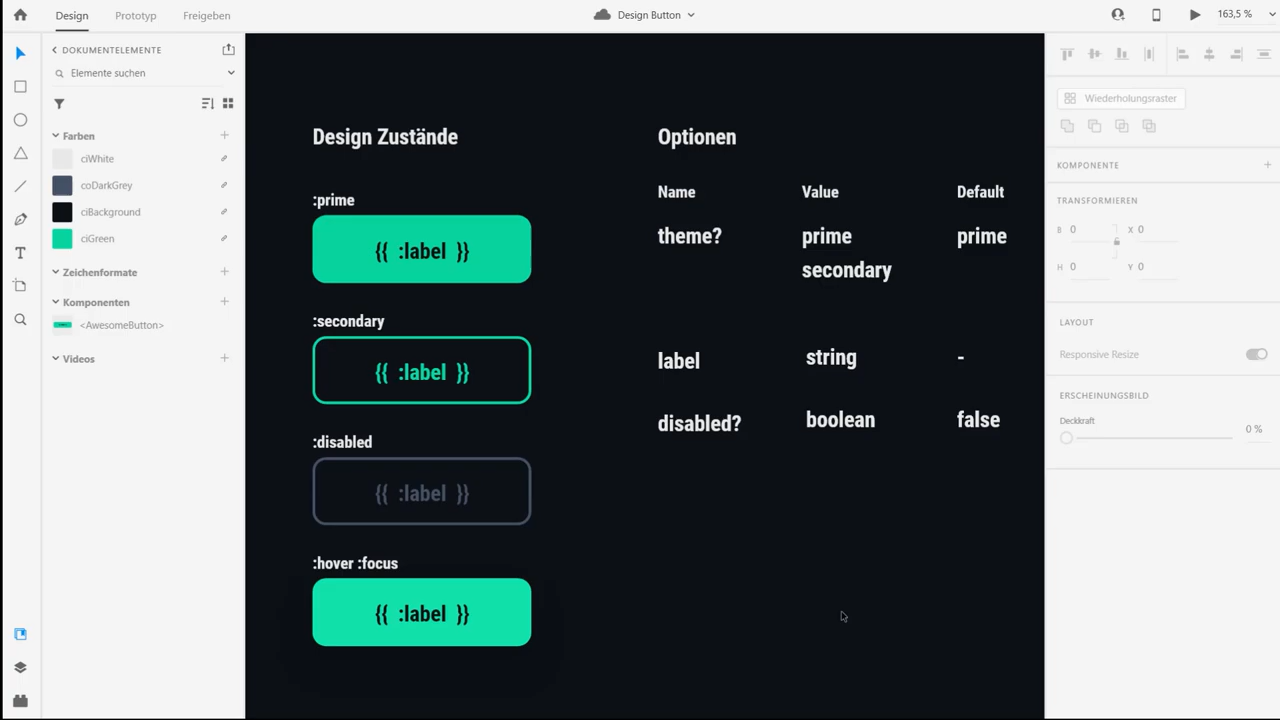 Design Prototyp Freigeben
Design Button
163,5 %
DOKUMENTELEMENTE
Elemente suchen
Farben
ciWhite
coDarkGrey
ciBackground
ciGreen
Zeichenformate
Komponenten
<AwesomeButton>
Videos
Design Zustände
:prime
{{ :label }}
:secondary
{{ :label }}
:disabled
{{ :label }}
:hover :focus
{{ :label }}
Optionen
Name Value Default
theme? prime prime
secondary
label string -
disabled? boolean false
Wiederholungsraster
KOMPONENTE
TRANSFORMIEREN
B 0 X 0
H 0 Y 0
LAYOUT
Responsive Resize
ERSCHEINUNGSBILD
Deckkraft
0 %